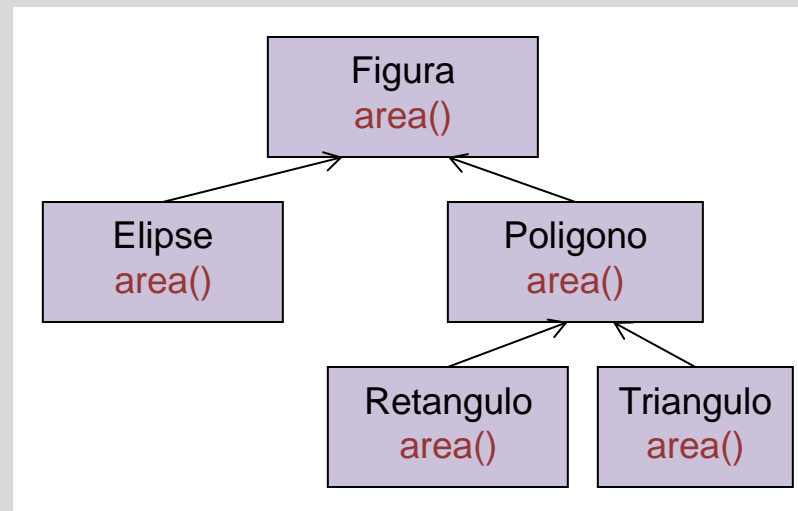 Figura
area()
Elipse
area()
Poligono
area()
Retangulo
area()
Triangulo
area()